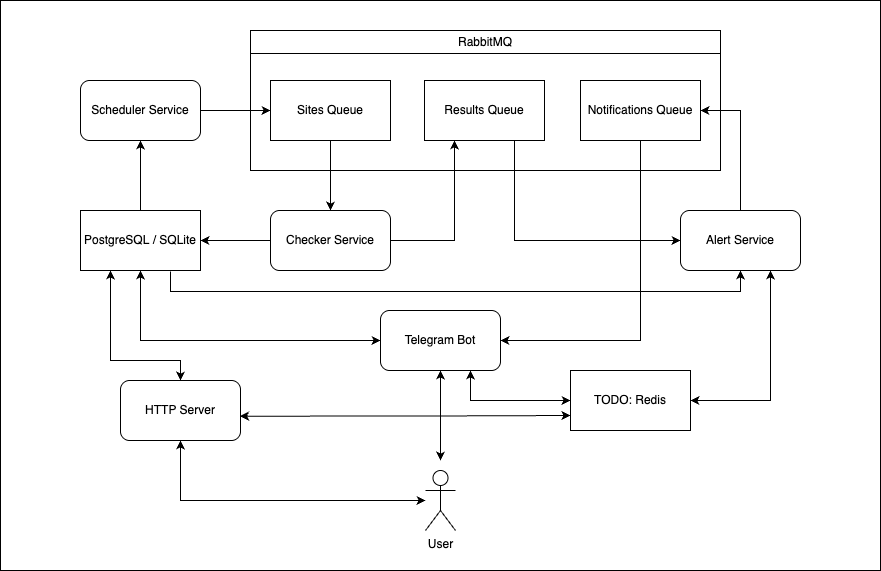 RabbitMQ
Scheduler Service
Sites Queue
Results Queue
Notifications Queue
PostgreSQL / SQLite
Checker Service
Alert Service
Telegram Bot
HTTP Server
TODO: Redis
User